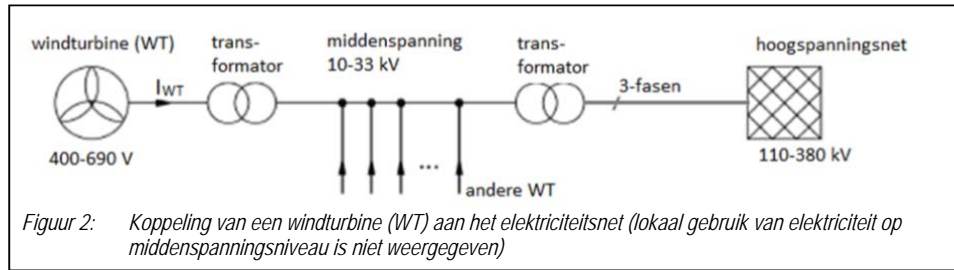 windturbine (WT)
trans-
formator
middenspanning
10-33 kV
trans-
formator
hoogspanningsnet
IWT
3-fasen
400-690 V
...
andere WT
110-380 kV
Figuur 2: Koppeling van een windturbine (WT) aan het elektriciteitsnet (lokaal gebruik van elektriciteit op
middenspanningsniveau is niet weergegeven)